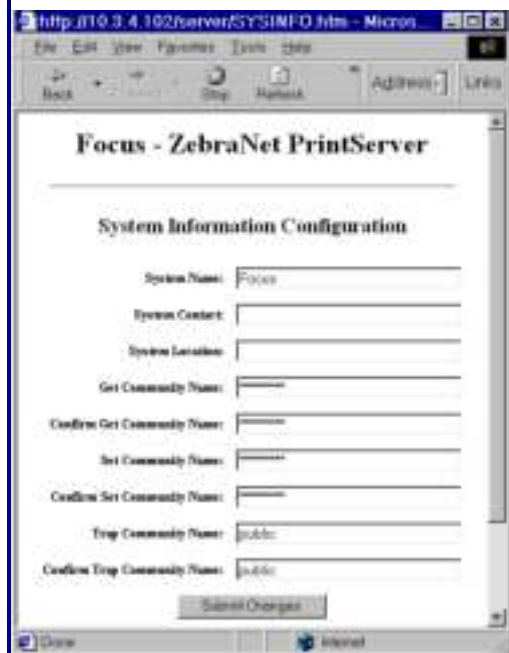 http://10.3.4.102/server/SYSINFO.htm - Micros...
File Edit View Favorites Tools Help
Back Stop Refresh Address Links
Focus - ZebraNet PrintServer
System Information Configuration
System Name: Focus
System Contact:
System Location:
Get Community Name: ********
Confirm Get Community Name: ********
Set Community Name: ********
Confirm Set Community Name: ********
Trap Community Name: public
Confirm Trap Community Name: public
Submit Changes
Done Internet